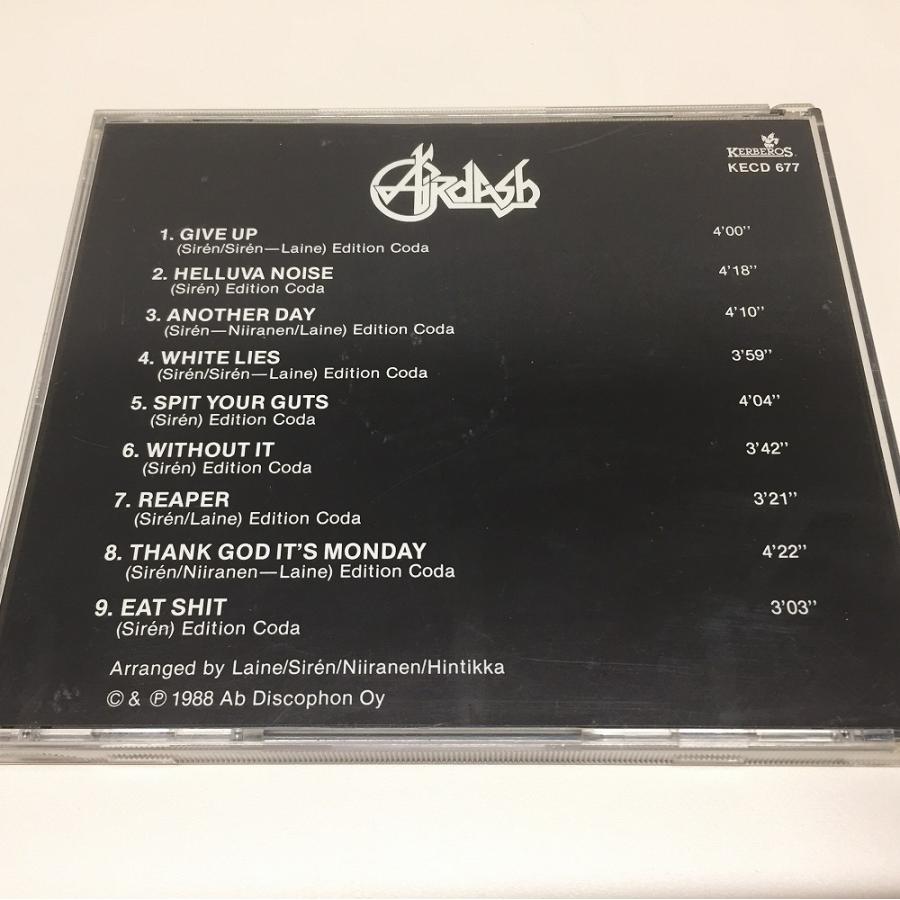 Airdash
KERBEROS
KECD 677
1. GIVE UP 4'00''
(Sirén/Sirén—Laine) Edition Coda
2. HELLUVA NOISE 4'18''
(Sirén) Edition Coda
3. ANOTHER DAY 4'10''
(Sirén—Niiranen/Laine) Edition Coda
4. WHITE LIES 3'59''
(Sirén/Sirén—Laine) Edition Coda
5. SPIT YOUR GUTS 4'04''
(Sirén) Edition Coda
6. WITHOUT IT 3'42''
(Sirén) Edition Coda
7. REAPER 3'21''
(Sirén/Laine) Edition Coda
8. THANK GOD IT'S MONDAY 4'22''
(Sirén/Niiranen—Laine) Edition Coda
9. EAT SHIT 3'03''
(Sirén) Edition Coda
Arranged by Laine/Sirén/Niiranen/Hintikka
© & ℗ 1988 Ab Discophon Oy